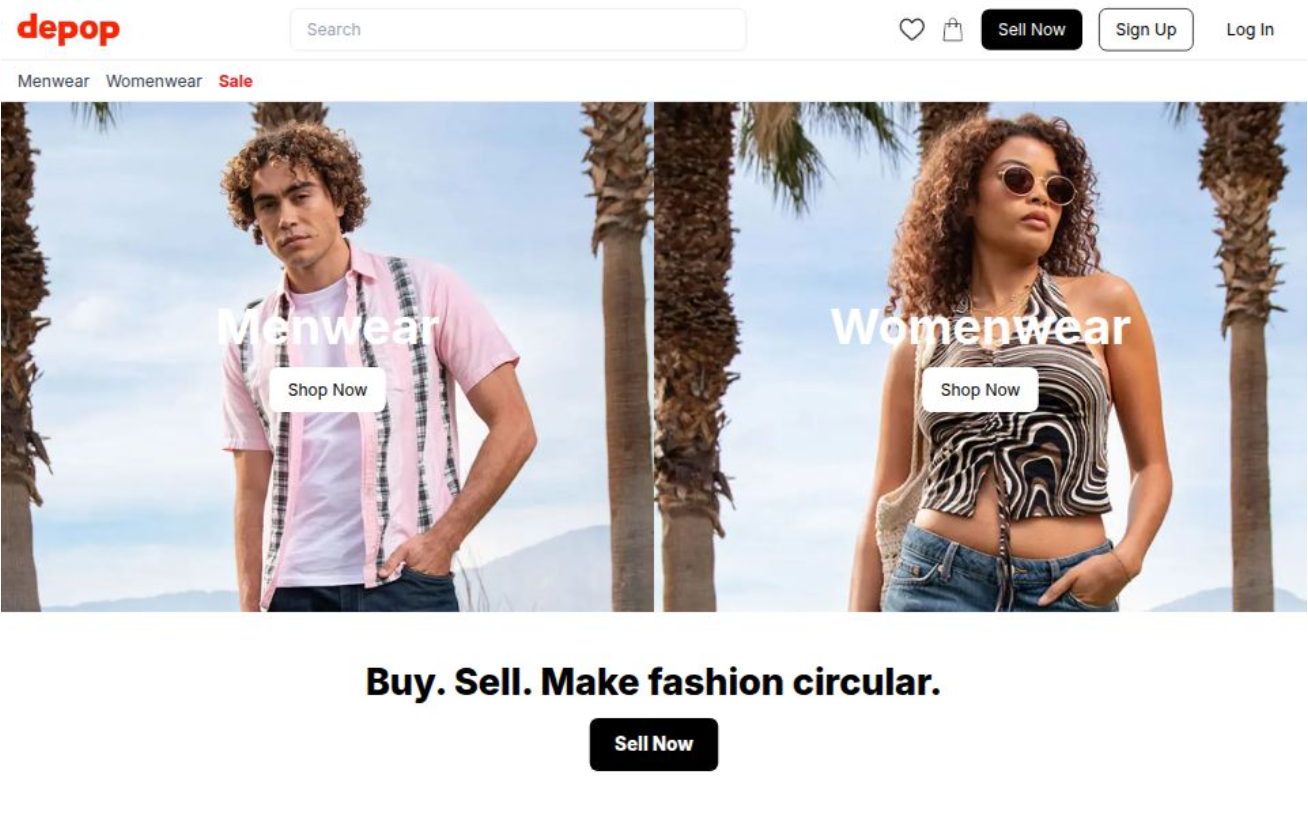 depop
Search
Sell Now
Sign Up
Log In
Menwear
Womenwear
Sale
Menwear
Shop Now
Womenwear
Shop Now
Buy. Sell. Make fashion circular.
Sell Now